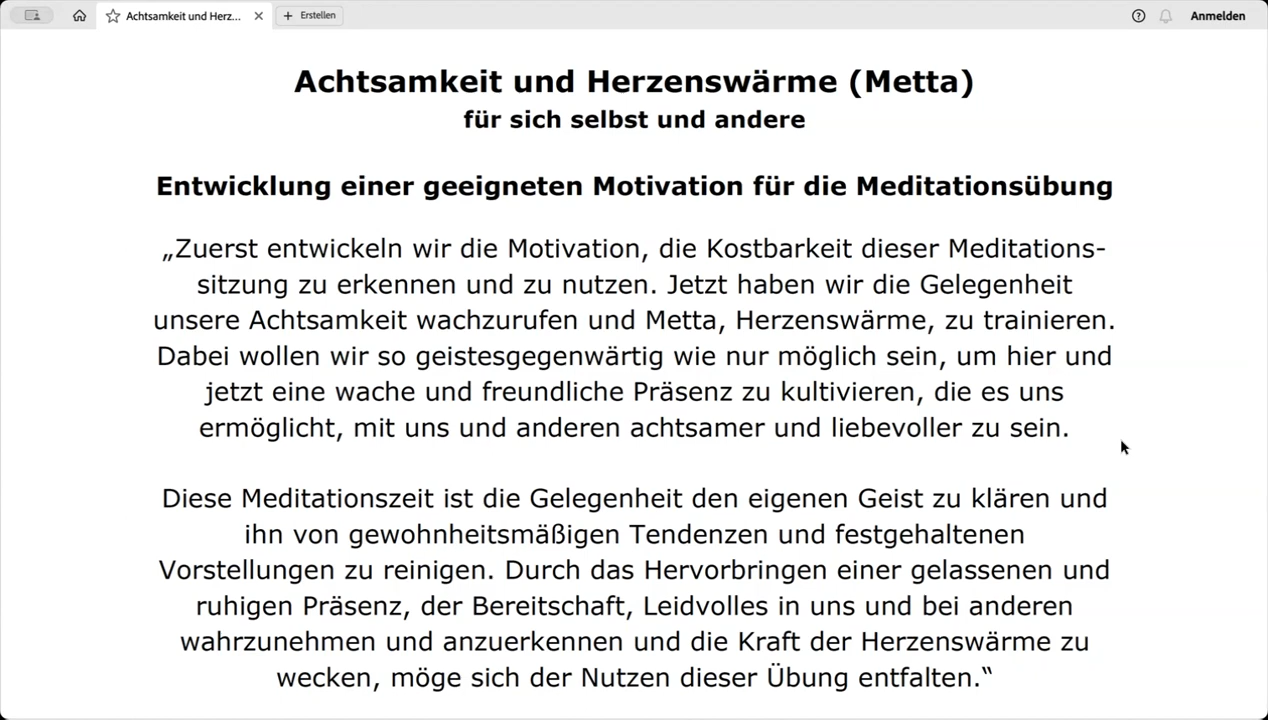 Achtsamkeit und Herz...
Erstellen
Anmelden
Achtsamkeit und Herzenswärme (Metta)
für sich selbst und andere
Entwicklung einer geeigneten Motivation für die Meditationsübung
„Zuerst entwickeln wir die Motivation, die Kostbarkeit dieser Meditations-
sitzung zu erkennen und zu nutzen. Jetzt haben wir die Gelegenheit
unsere Achtsamkeit wachzurufen und Metta, Herzenswärme, zu trainieren.
Dabei wollen wir so geistesgegenwärtig wie nur möglich sein, um hier und
jetzt eine wache und freundliche Präsenz zu kultivieren, die es uns
ermöglicht, mit uns und anderen achtsamer und liebevoller zu sein.
Diese Meditationszeit ist die Gelegenheit den eigenen Geist zu klären und
ihn von gewohnheitsmäßigen Tendenzen und festgehaltenen
Vorstellungen zu reinigen. Durch das Hervorbringen einer gelassenen und
ruhigen Präsenz, der Bereitschaft, Leidvolles in uns und bei anderen
wahrzunehmen und anzuerkennen und die Kraft der Herzenswärme zu
wecken, möge sich der Nutzen dieser Übung entfalten.“